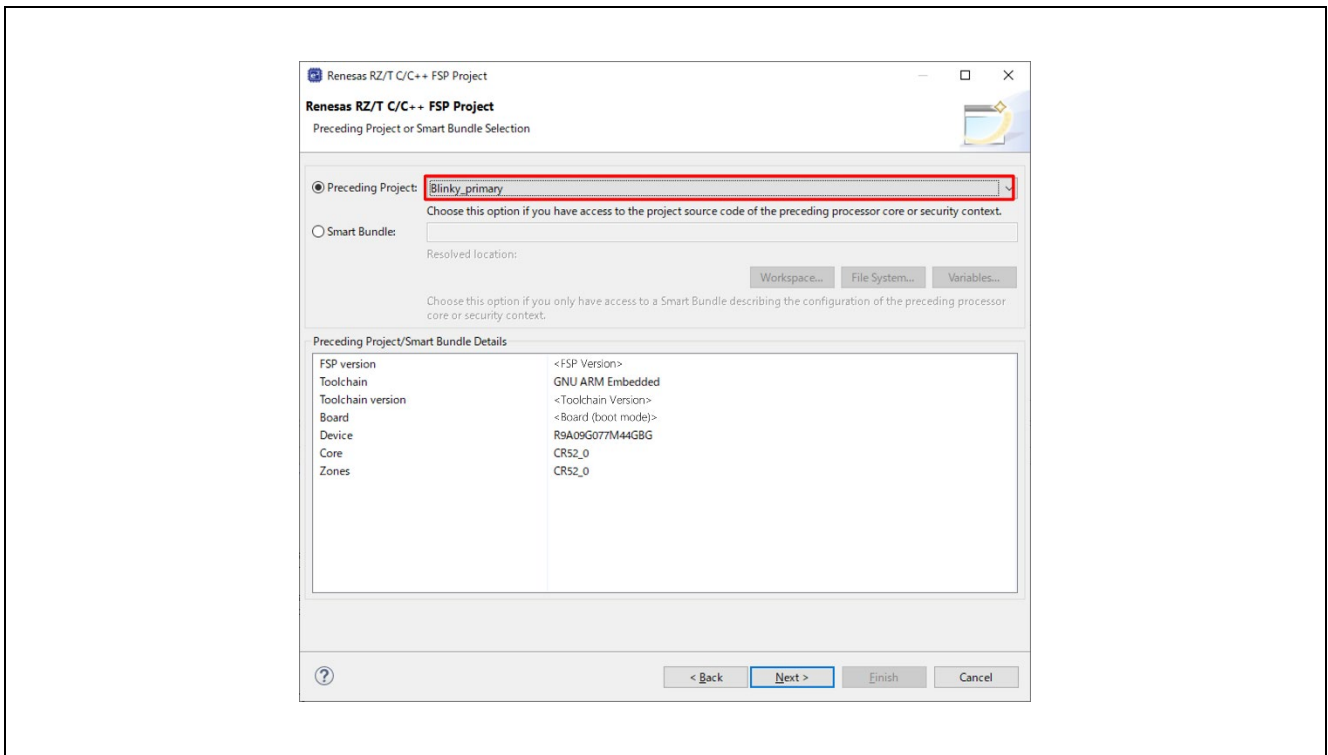 Renesas RZ/T C/C++ FSP Project
Renesas RZ/T C/C++ FSP Project
Preceding Project or Smart Bundle Selection
Preceding Project: Blinky_primary
Choose this option if you have access to the project source code of the preceding processor core or security context.
Smart Bundle:
Resolved location:
Workspace... File System... Variables...
Choose this option if you only have access to a Smart Bundle describing the configuration of the preceding processor
core or security context.
Preceding Project/Smart Bundle Details
FSP version <FSP Version>
Toolchain GNU ARM Embedded
Toolchain version <Toolchain Version>
Board <Board (boot mode)>
Device R9A09G077M44GBG
Core CR52_0
Zones CR52_0
? < Back Next > Finish Cancel